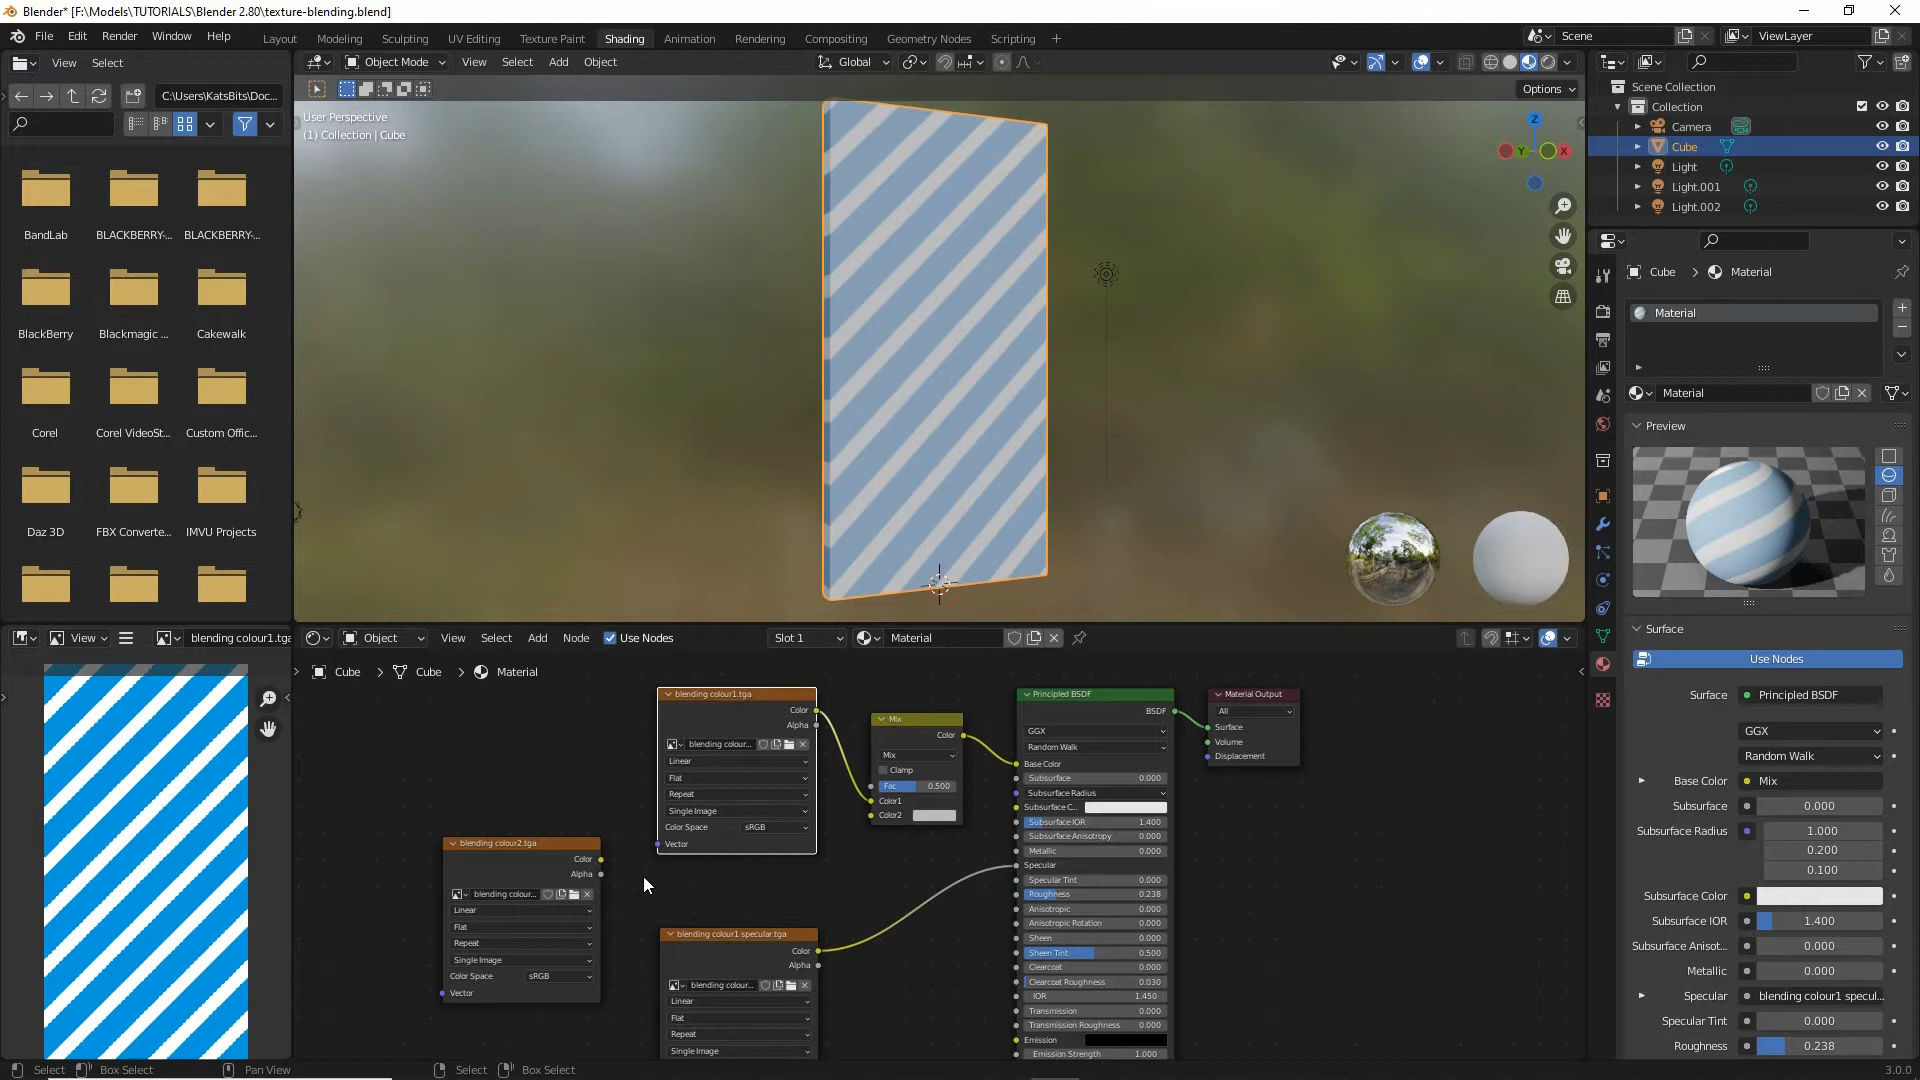 Blender* [F:\Models\TUTORIALS\Blender 2.80\texture-blending.blend]
File Edit Render Window Help
Layout Modeling Sculpting UV Editing Texture Paint Shading Animation Rendering Compositing Geometry Nodes Scripting +
Scene ViewLayer
View Select
Object Mode View Select Add Object Global
C:\Users\KatsBits\Doc...
Options
User Perspective
(1) Collection | Cube
Z
Y X
BandLab BLACKBERRY-... BLACKBERRY-...
BlackBerry Blackmagic ... Cakewalk
Corel Corel VideoSt... Custom Offic...
Daz 3D FBX Converte... IMVU Projects
Scene Collection
Collection
Camera
Cube
Light
Light.001
Light.002
Cube > Material
Material
Material
Preview
Surface
Use Nodes
Surface Principled BSDF
GGX
Random Walk
Base Color Mix
Subsurface 0.000
Subsurface Radius 1.000
0.200
0.100
Subsurface Color
Subsurface IOR 1.400
Subsurface Anisot... 0.000
Metallic 0.000
Specular blending colour1 specul...
Specular Tint 0.000
Roughness 0.238
View blending colour1.tga
Object View Select Add Node Use Nodes Slot 1 Material
Cube > Cube > Material
blending colour1.tga
Color
Alpha
blending colour...
Linear
Flat
Repeat
Single Image
Color Space sRGB
Vector
blending colour2.tga
Color
Alpha
blending colour...
Linear
Flat
Repeat
Single Image
Color Space sRGB
Vector
blending colour1 specular.tga
Color
Alpha
blending colour...
Linear
Flat
Repeat
Single Image
Mix
Color
Mix
Clamp
Fac 0.500
Color1
Color2
Principled BSDF
BSDF
GGX
Random Walk
Base Color
Subsurface 0.000
Subsurface Radius
Subsurface C...
Subsurface IOR 1.400
Subsurface Anisotropy 0.000
Metallic 0.000
Specular
Specular Tint 0.000
Roughness 0.238
Anisotropic 0.000
Anisotropic Rotation 0.000
Sheen 0.000
Sheen Tint 0.500
Clearcoat 0.000
Clearcoat Roughness 0.030
IOR 1.450
Transmission 0.000
Transmission Roughness 0.000
Emission
Emission Strength 1.000
Material Output
All
Surface
Volume
Displacement
Select Box Select Pan View Select Box Select 3.0.0